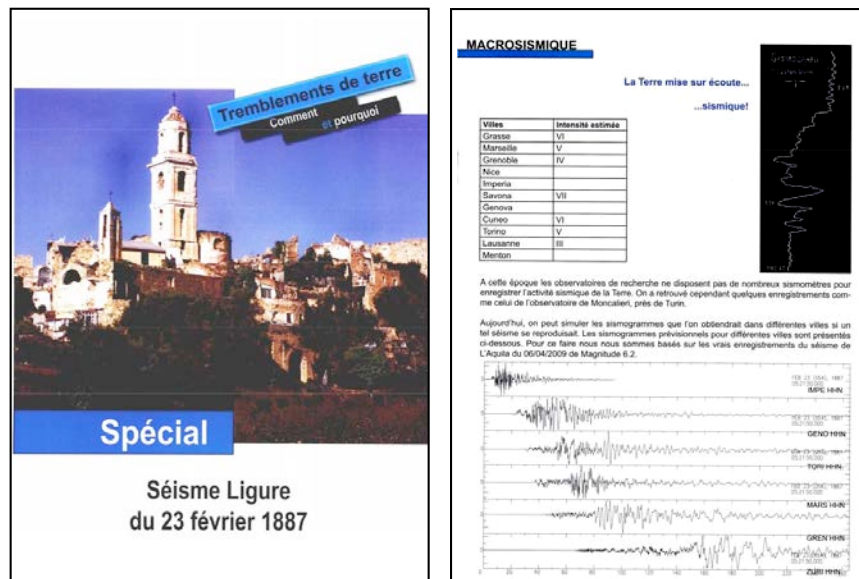 Tremblements de terre
Comment et pourquoi
Spécial
Séisme Ligure
du 23 février 1887
MACROSISMIQUE
La Terre mise sur écoute...
...sismique!
Villes Intensité estimée
Grasse VI
Marseille V
Grenoble IV
Nice
Imperia
Savona VII
Genova
Cuneo VI
Torino V
Lausanne III
Menton
A cette époque les observatoires de recherche ne disposent pas de nombreux sismomètres pour
enregistrer l'activité sismique de la Terre. On a retrouvé cependant quelques enregistrements com-
me celui de l'observatoire de Moncalieri, près de Turin.
Aujourd'hui, on peut simuler les sismogrammes que l'on obtiendrait dans différentes villes si un
tel séisme se reproduisait. Les sismogrammes prévisionnels pour différentes villes sont présentés
ci-dessous. Pour ce faire nous nous sommes basés sur les vrais enregistrements du séisme de
L'Aquila du 06/04/2009 de Magnitude 6.2.
IMPE HHN
GENO HHN
TORI HHN
MARS HHN
GREN HHN
ZURI HHN